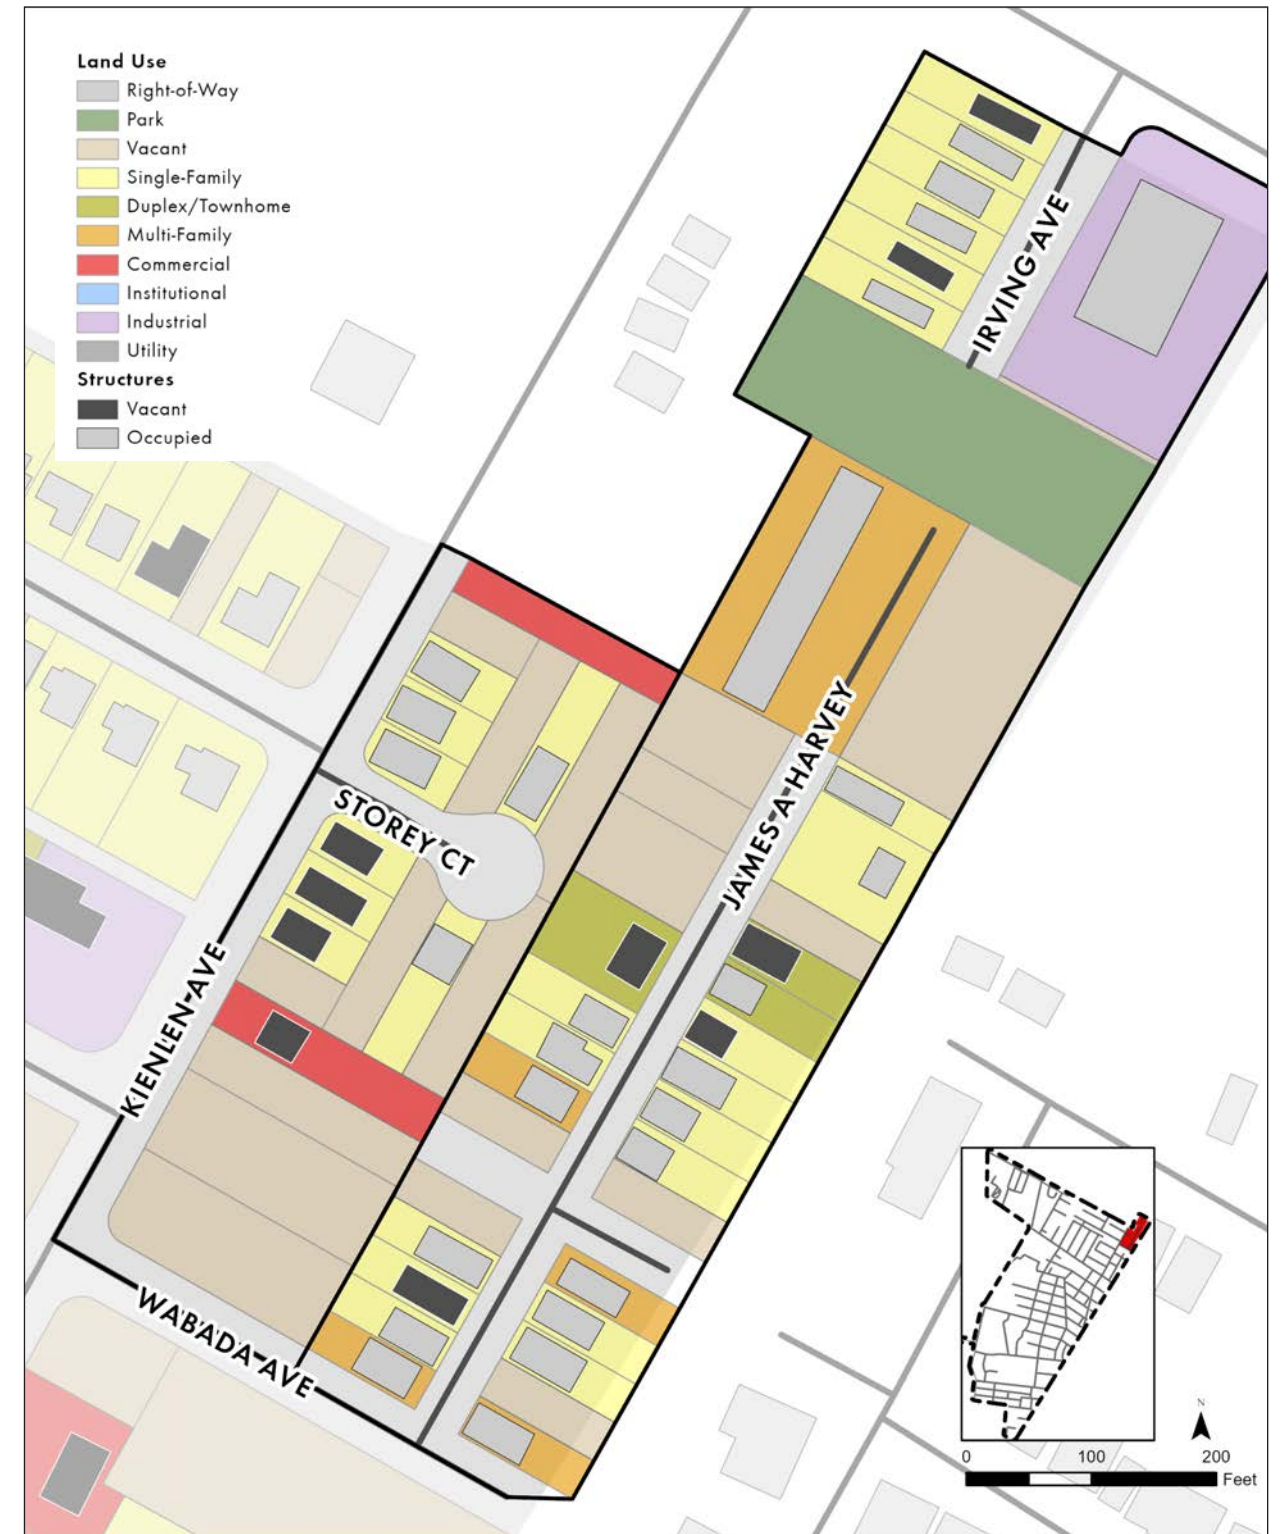 Land Use
Right-of-Way
Park
Vacant
Single-Family
Duplex/Townhome
Multi-Family
Commercial
Institutional
Industrial
Utility
Structures
Vacant
Occupied
IRVING AVE
JAMES A HARVEY
STOREY CT
KIENLEN AVE
WABADA AVE
N
0 100 200
Feet